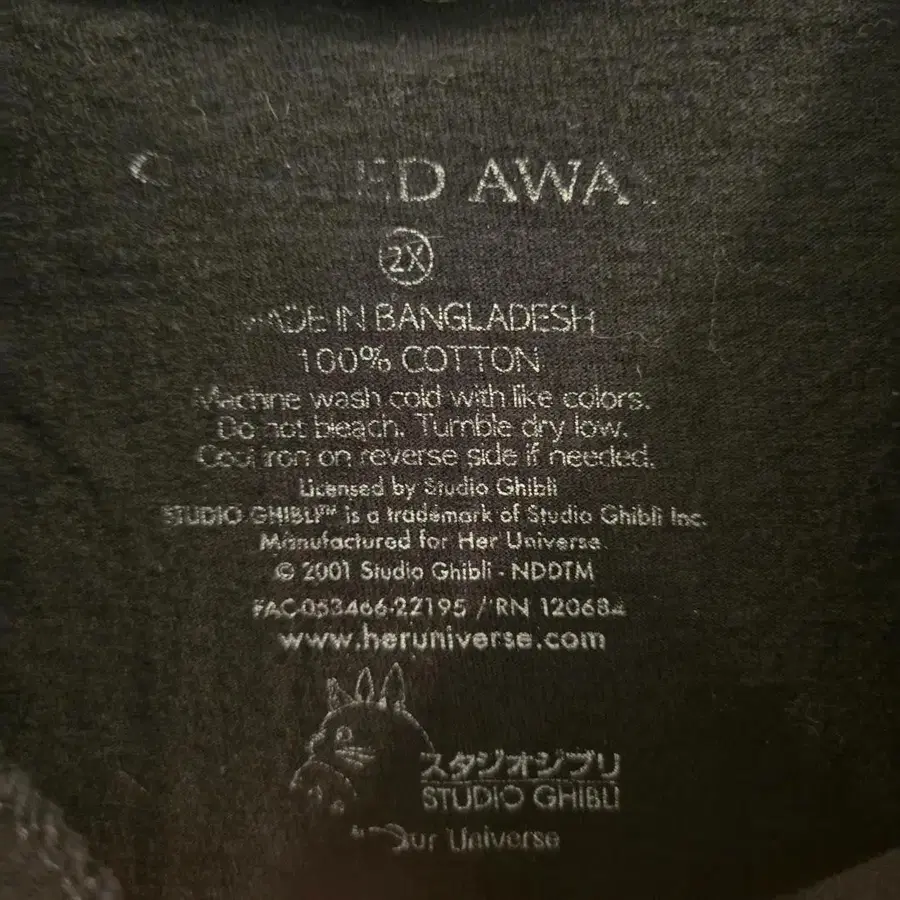 AWA
2X
MADE IN BANGLADESH
100% COTTON
Machine wash cold with like colors.
Do not bleach. Tumble dry low.
Cool iron on reverse side if needed.
Licensed by Studio Ghibli
STUDIO GHIBLI™ is a trademark of Studio Ghibli Inc.
Manufactured for Her Universe.
© 2001 Studio Ghibli - NDDTM
FAC-053466-22195 / RN 120684
www.heruniverse.com
スタジオジブリ
STUDIO GHIBLI
Our Universe